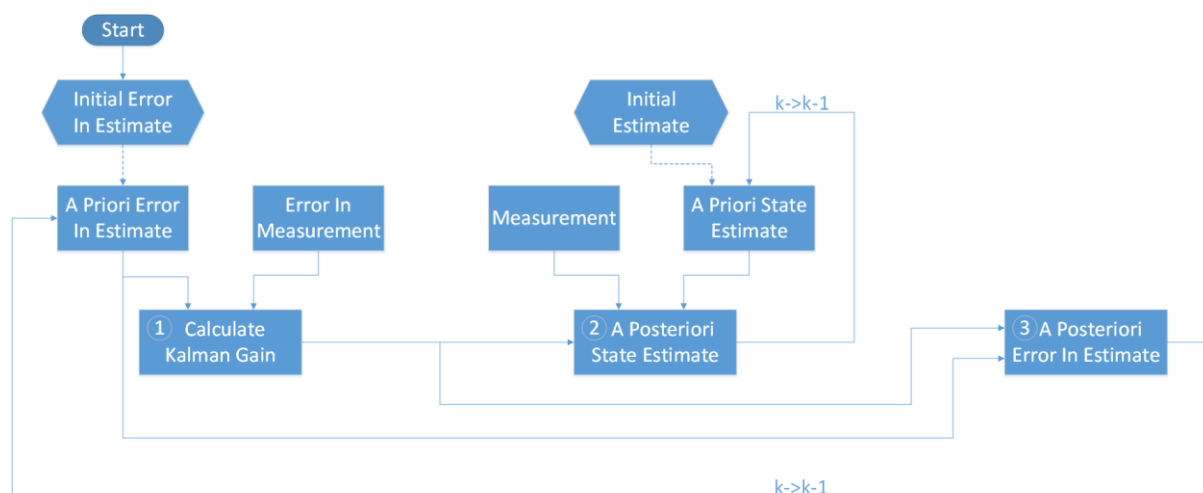 Start
Initial Error
In Estimate
Initial
Estimate
k->k-1
A Priori Error
In Estimate
Error In
Measurement
Measurement
A Priori State
Estimate
1 Calculate
Kalman Gain
2 A Posteriori
State Estimate
3 A Posteriori
Error In Estimate
k->k-1